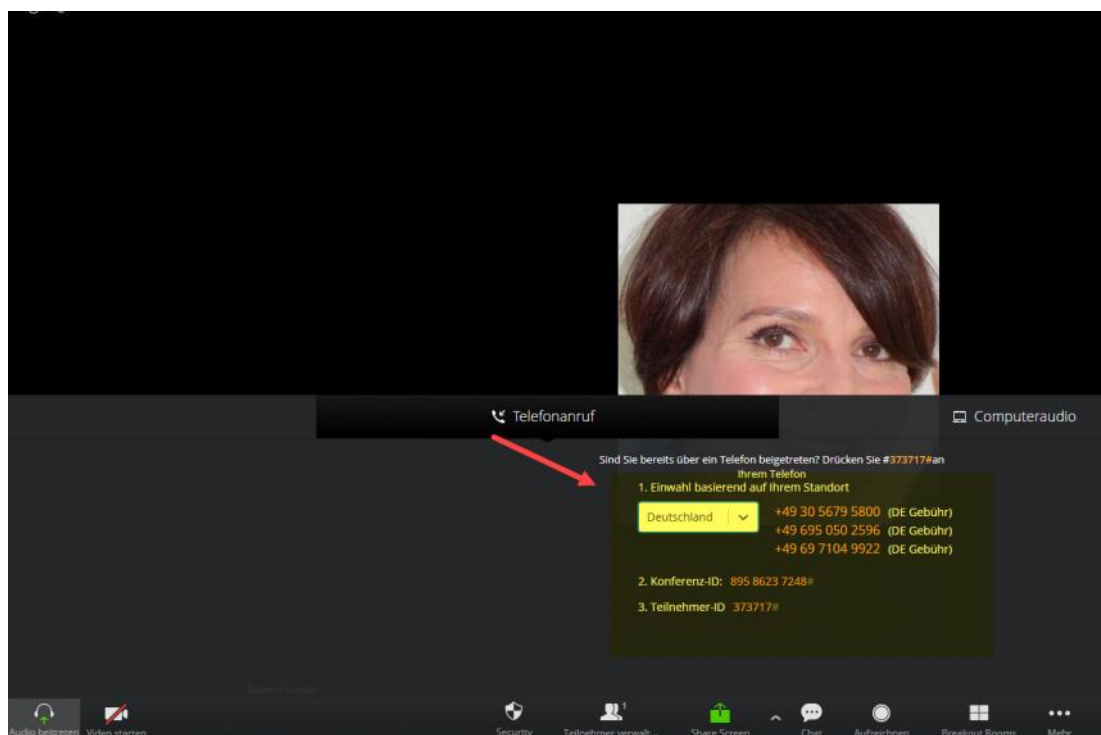 Telefonanruf
Computeraudio
Sind Sie bereits über ein Telefon beigetreten? Drücken Sie #373717#an
Ihrem Telefon
1. Einwahl basierend auf Ihrem Standort
Deutschland
+49 30 5679 5800 (DE Gebühr)
+49 695 050 2596 (DE Gebühr)
+49 69 7104 9922 (DE Gebühr)
2. Konferenz-ID: 895 8623 7248#
3. Teilnehmer-ID 373717#
1
Audio beitreten
Video starten
Security
Teilnehmer verwalt...
Share Screen
Chat
Aufzeichnen
Breakout Rooms
Mehr